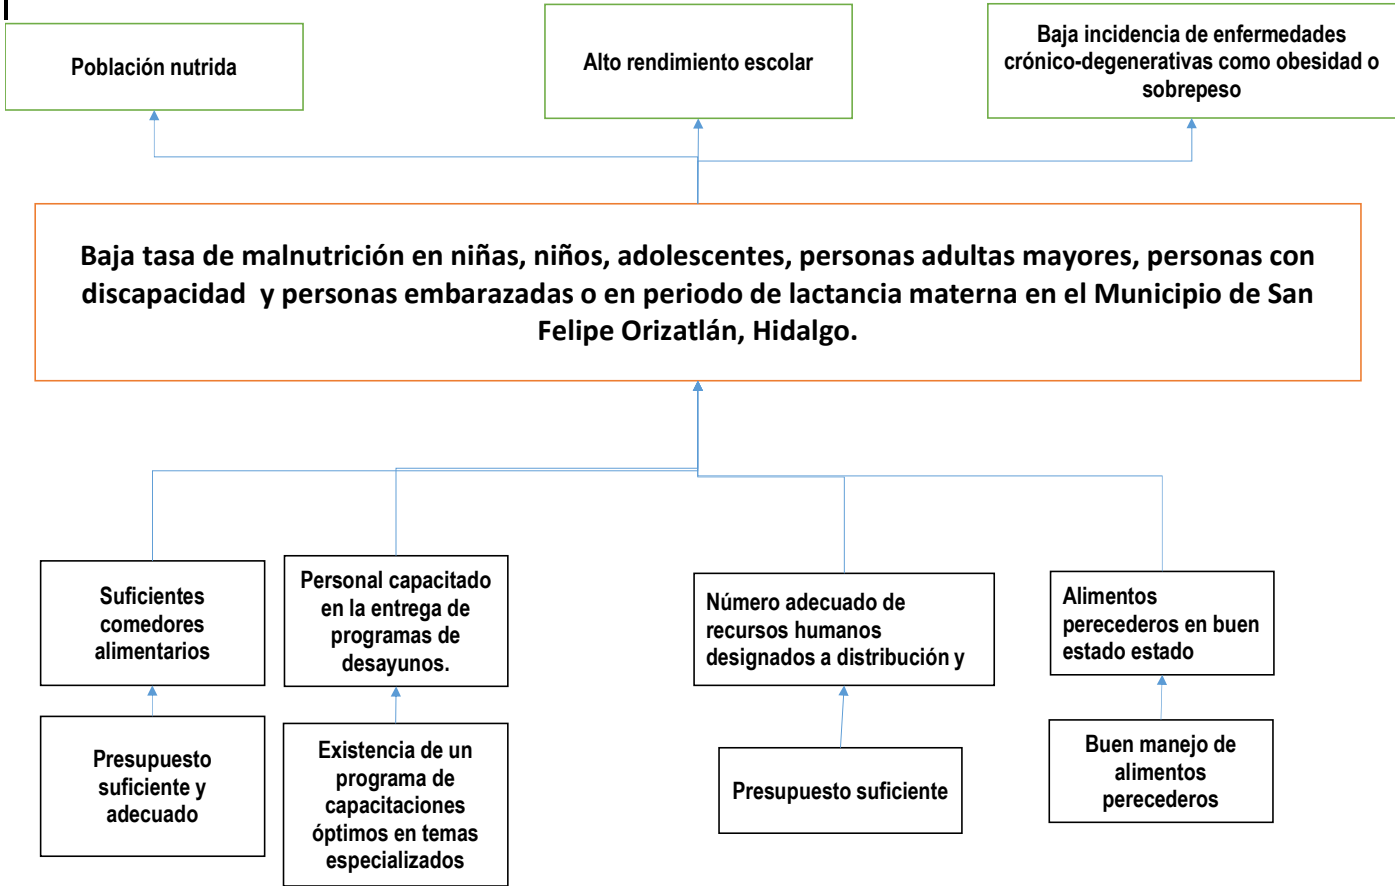 Población nutrida
Alto rendimiento escolar
Baja incidencia de enfermedades
crónico-degenerativas como obesidad o
sobrepeso
Baja tasa de malnutrición en niñas, niños, adolescentes, personas adultas mayores, personas con
discapacidad y personas embarazadas o en periodo de lactancia materna en el Municipio de San
Felipe Orizatlán, Hidalgo.
Suficientes
comedores
alimentarios
Personal capacitado
en la entrega de
programas de
desayunos.
Número adecuado de
recursos humanos
designados a distribución y
Alimentos
perecederos en buen
estado estado
Presupuesto
suficiente y
adecuado
Existencia de un
programa de
capacitaciones
óptimos en temas
especializados
Presupuesto suficiente
Buen manejo de
alimentos
perecederos